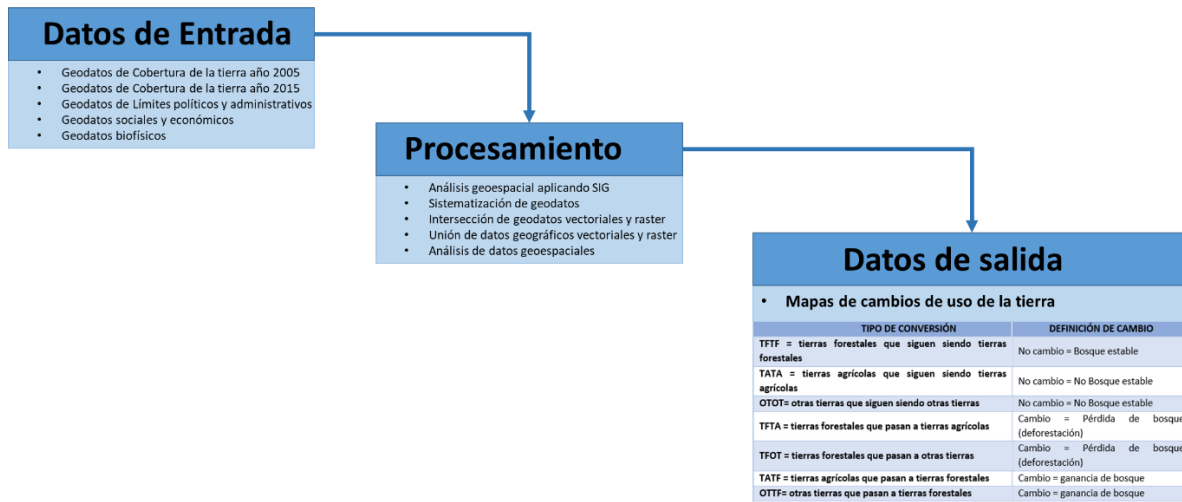 Datos de Entrada
• Geodatos de Cobertura de la tierra año 2005
• Geodatos de Cobertura de la tierra año 2015
• Geodatos de Límites políticos y administrativos
• Geodatos sociales y económicos
• Geodatos biofísicos
Procesamiento
• Análisis geoespacial aplicando SIG
• Sistematización de geodatos
• Intersección de geodatos vectoriales y raster
• Unión de datos geográficos vectoriales y raster
• Análisis de datos geoespaciales
Datos de salida
• Mapas de cambios de uso de la tierra
TIPO DE CONVERSIÓN DEFINICIÓN DE CAMBIO
TFTF = tierras forestales que siguen siendo tierras
forestales
No cambio = Bosque estable
TATA = tierras agrícolas que siguen siendo tierras
agrícolas
No cambio = No Bosque estable
OTOT= otras tierras que siguen siendo otras tierras No cambio = No Bosque estable
TFTA = tierras forestales que pasan a tierras agrícolas
Cambio = Pérdida de bosque
(deforestación)
TFOT = tierras forestales que pasan a otras tierras
Cambio = Pérdida de bosque
(deforestación)
TATF = tierras agrícolas que pasan a tierras forestales Cambio = ganancia de bosque
OTTF= otras tierras que pasan a tierras forestales Cambio = ganancia de bosque